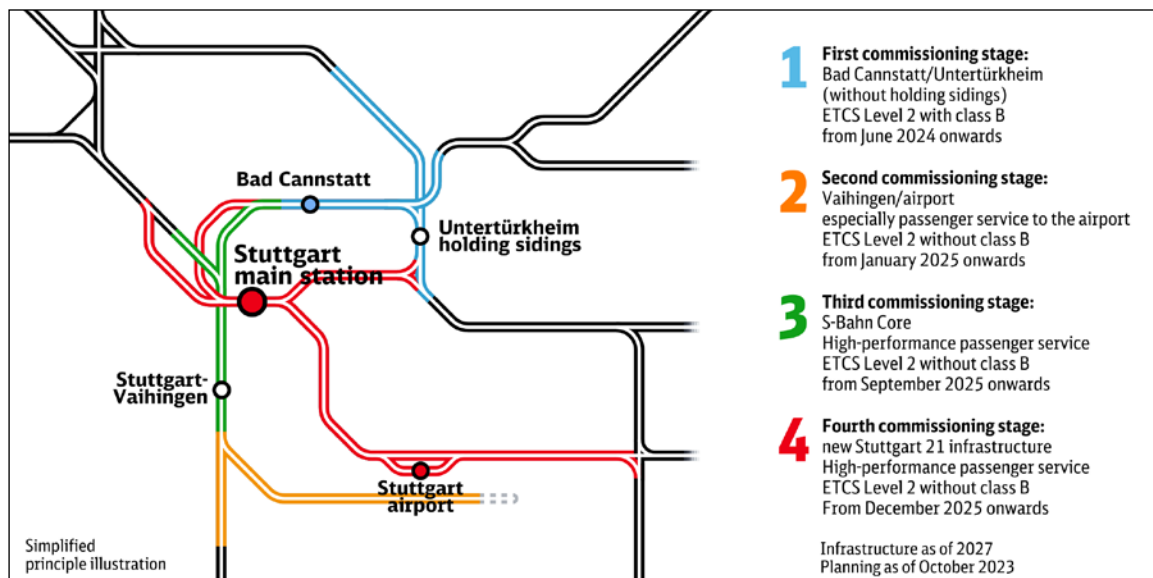 Bad Cannstatt
Untertürkheim
holding sidings
Stuttgart
main station
Stuttgart-
Vaihingen
Stuttgart
airport
Simplified
principle illustration
1
First commissioning stage:
Bad Cannstatt/Untertürkheim
(without holding sidings)
ETCS Level 2 with class B
from June 2024 onwards
2
Second commissioning stage:
Vaihingen/airport
especially passenger service to the airport
ETCS Level 2 without class B
from January 2025 onwards
3
Third commissioning stage:
S-Bahn Core
High-performance passenger service
ETCS Level 2 without class B
from September 2025 onwards
4
Fourth commissioning stage:
new Stuttgart 21 infrastructure
High-performance passenger service
ETCS Level 2 without class B
From December 2025 onwards
Infrastructure as of 2027
Planning as of October 2023